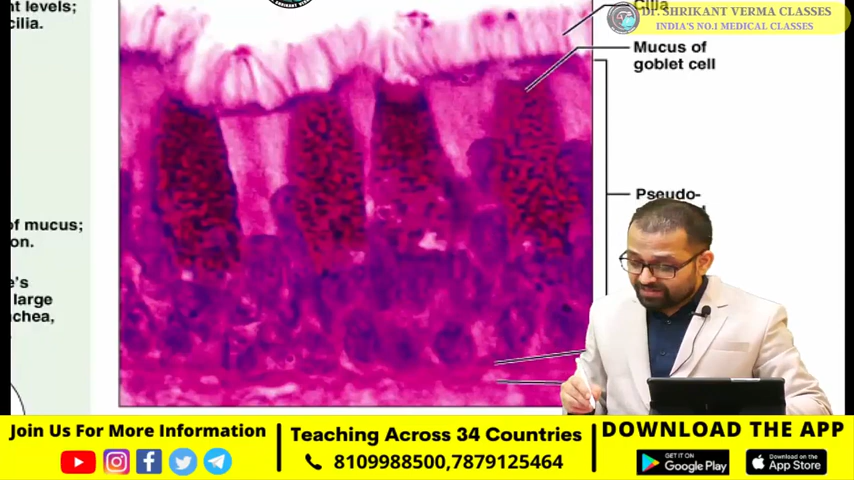 nt levels;
cilia.
Cilia
DR. SHRIKANT VERMA CLASSES
INDIA'S NO.1 MEDICAL CLASSES
Mucus of
goblet cell
Pseudo-
of mucus;
on.
e's
large
achea,
Join Us For More Information
Teaching Across 34 Countries
8109988500,7879125464
DOWNLOAD THE APP
GET IT ON
Google Play
Download on the
App Store